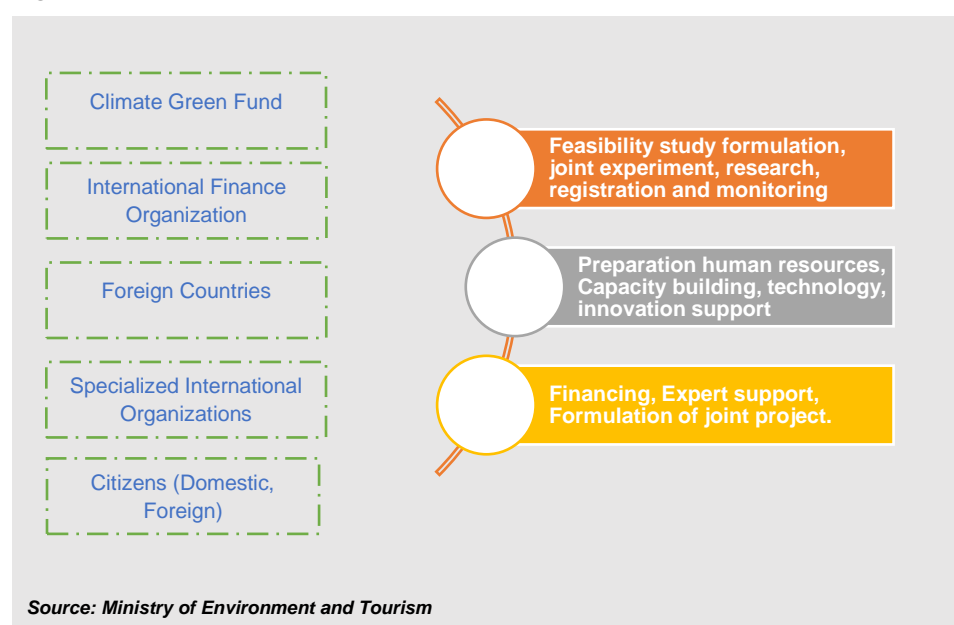 Climate Green Fund
International Finance
Organization
Foreign Countries
Specialized International
Organizations
Citizens (Domestic,
Foreign)
Feasibility study formulation,
joint experiment, research,
registration and monitoring
Preparation human resources,
Capacity building, technology,
innovation support
Financing, Expert support,
Formulation of joint project.
Source: Ministry of Environment and Tourism